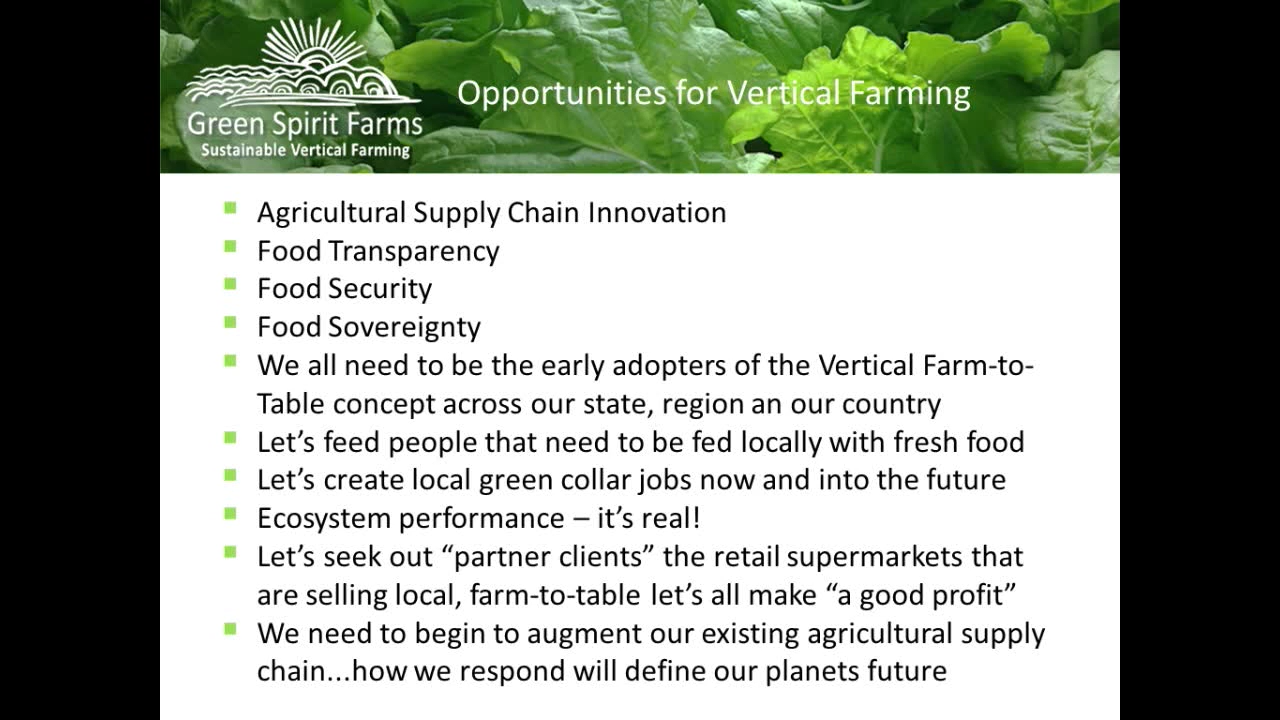 Green Spirit Farms
Sustainable Vertical Farming
Opportunities for Vertical Farming
Agricultural Supply Chain Innovation
Food Transparency
Food Security
Food Sovereignty
We all need to be the early adopters of the Vertical Farm-to-
Table concept across our state, region an our country
Let’s feed people that need to be fed locally with fresh food
Let’s create local green collar jobs now and into the future
Ecosystem performance – it’s real!
Let’s seek out “partner clients” the retail supermarkets that
are selling local, farm-to-table let’s all make “a good profit”
We need to begin to augment our existing agricultural supply
chain...how we respond will define our planets future